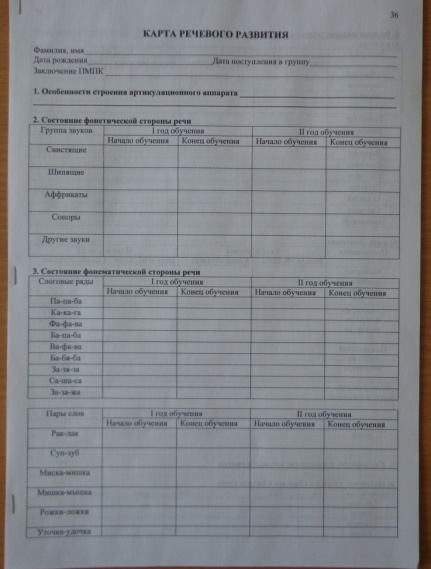 36
КАРТА РЕЧЕВОГО РАЗВИТИЯ
Фамилия, имя
Дата рождения Дата поступления в группу
Заключение ПМПК
1. Особенности строения артикуляционного аппарата
2. Состояние фонетической стороны речи
Группа звуков I год обучения II год обучения
Начало обучения Конец обучения Начало обучения Конец обучения
Свистящие
Шипящие
Аффрикаты
Соноры
Другие звуки
3. Состояние фонематической стороны речи
Слоговые ряды I год обучения II год обучения
Начало обучения Конец обучения Начало обучения Конец обучения
Па-па-ба
Ка-ка-га
Фа-фа-ва
Ба-па-ба
Ва-фа-ва
Ба-ба-ба
За-за-за
Са-ша-са
За-за-жа
Пары слов I год обучения II год обучения
Начало обучения Конец обучения Начало обучения Конец обучения
Рак-лак
Суп-зуб
Миска-мишка
Мишка-мышка
Рожки-ложки
Уточка-удочка